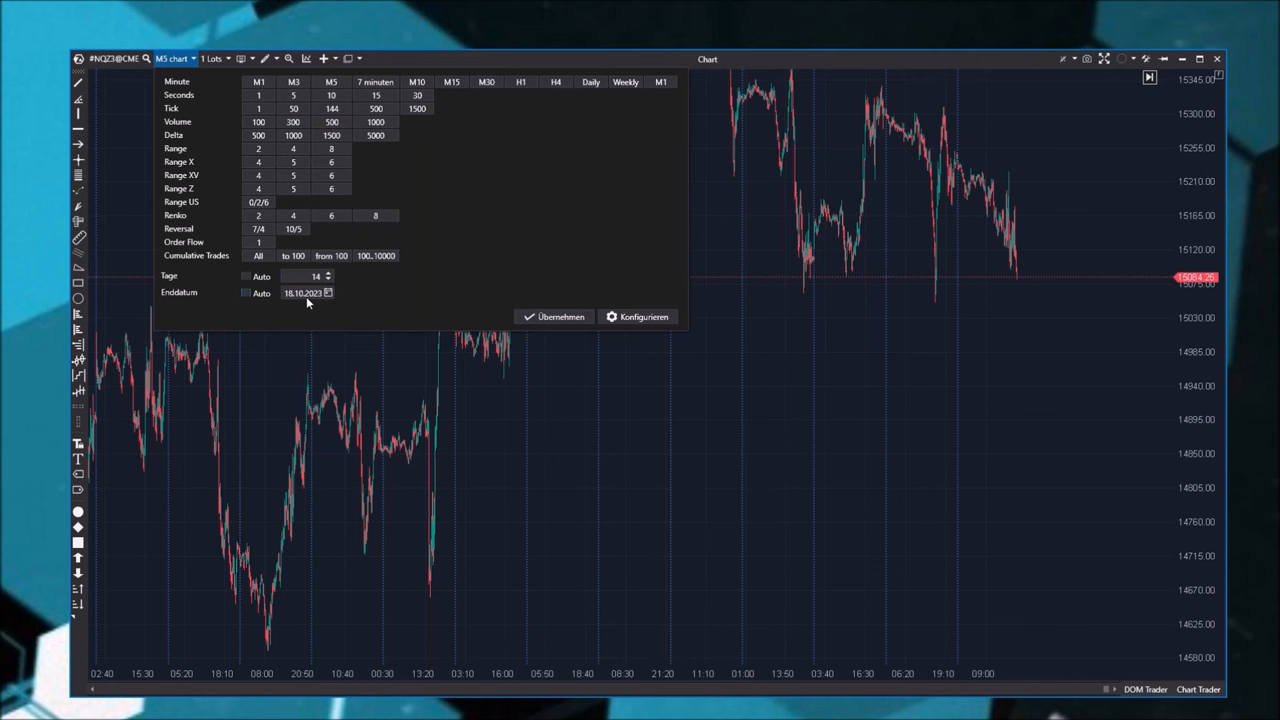 #NQZ3@CME M5 chart 1 Lots Chart
Minute M1 M3 M5 7 minuten M10 M15 M30 H1 H4 Daily Weekly M1
Seconds 1 5 10 15 30
Tick 1 50 144 500 1500
Volume 100 300 500 1000
Delta 500 1000 1500 5000
Range 2 4 8
Range X 4 5 6
Range XV 4 5 6
Range Z 4 5 6
Range US 0/2/6
Renko 2 4 6 8
Reversal 7/4 10/5
Order Flow 1
Cumulative Trades All to 100 from 100 100..10000
Tage Auto 14
Enddatum Auto 18.10.2023
Übernehmen Konfigurieren
15345.00
15300.00
15255.00
15210.00
15165.00
15120.00
15084.25
15075.00
15030.00
14985.00
14940.00
14895.00
14850.00
14805.00
14760.00
14715.00
14670.00
14625.00
14580.00
02:40 15:30 05:20 18:10 08:00 20:50 10:40 00:30 13:20 03:10 16:00 05:50 18:40 08:30 21:20 11:10 01:00 13:50 03:40 16:30 06:20 19:10 09:00
DOM Trader Chart Trader